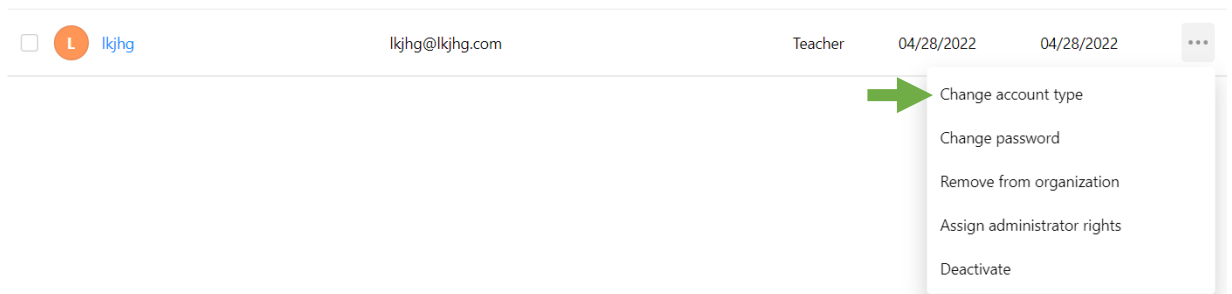 L lkjhg lkjhg@lkjhg.com Teacher 04/28/2022 04/28/2022
Change account type
Change password
Remove from organization
Assign administrator rights
Deactivate